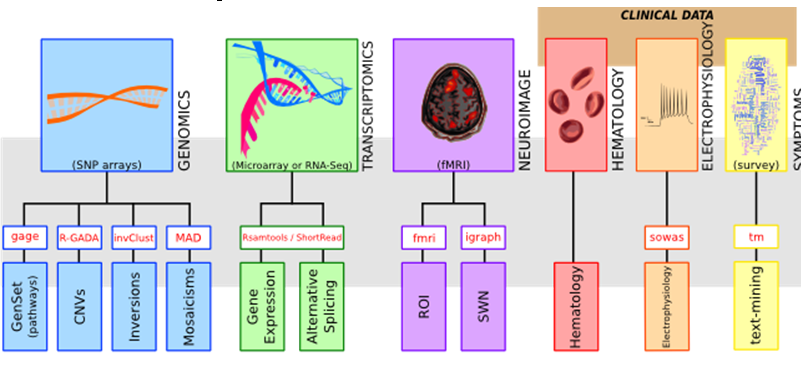 CLINICAL DATA
(SNP arrays)
GENOMICS
(Microarray or RNA-Seq)
TRANSCRIPTOMICS
(fMRI)
NEUROIMAGE
HEMATOLOGY
ELECTROPHYSIOLOGY
(survey)
SYMPTOMS
gage
R-GADA
invClust
MAD
Rsamtools / ShortRead
fmri
igraph
sowas
tm
GenSet
(pathways)
CNVs
Inversions
Mosaicisms
Gene
Expression
Alternative
Splicing
ROI
SWN
Hematology
Electrophysiology
text-mining